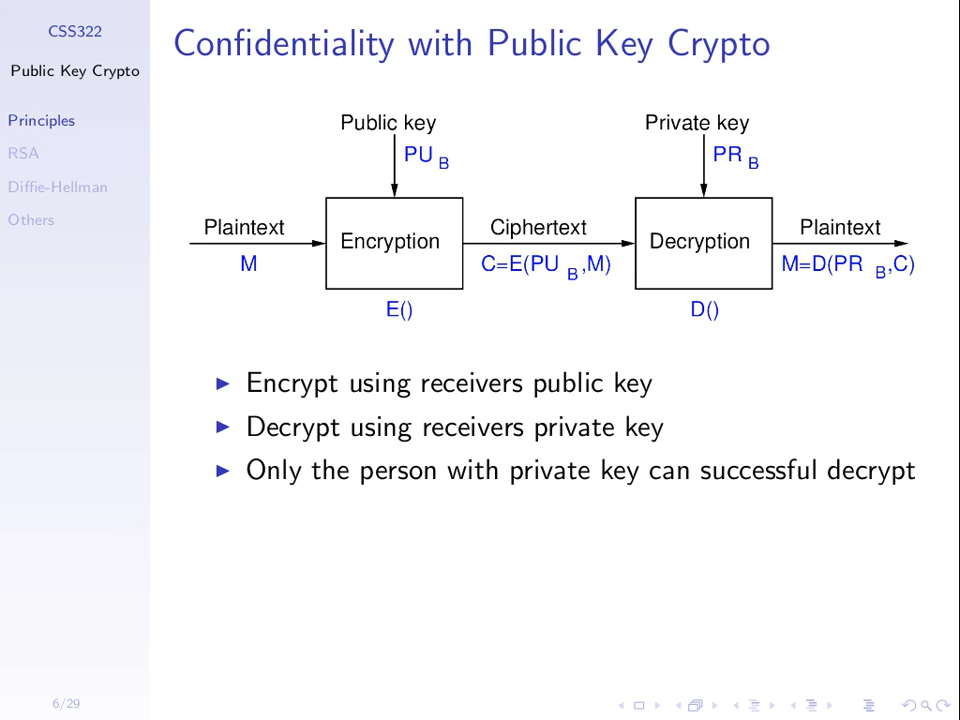 CSS322
Public Key Crypto
Principles
RSA
Diffie-Hellman
Others
Confidentiality with Public Key Crypto
Public key
Private key
PU B
PR B
Plaintext
Encryption
Ciphertext
Decryption
Plaintext
M
C=E(PU B ,M)
M=D(PR B ,C)
E()
D()
Encrypt using receivers public key
Decrypt using receivers private key
Only the person with private key can successful decrypt
6/29